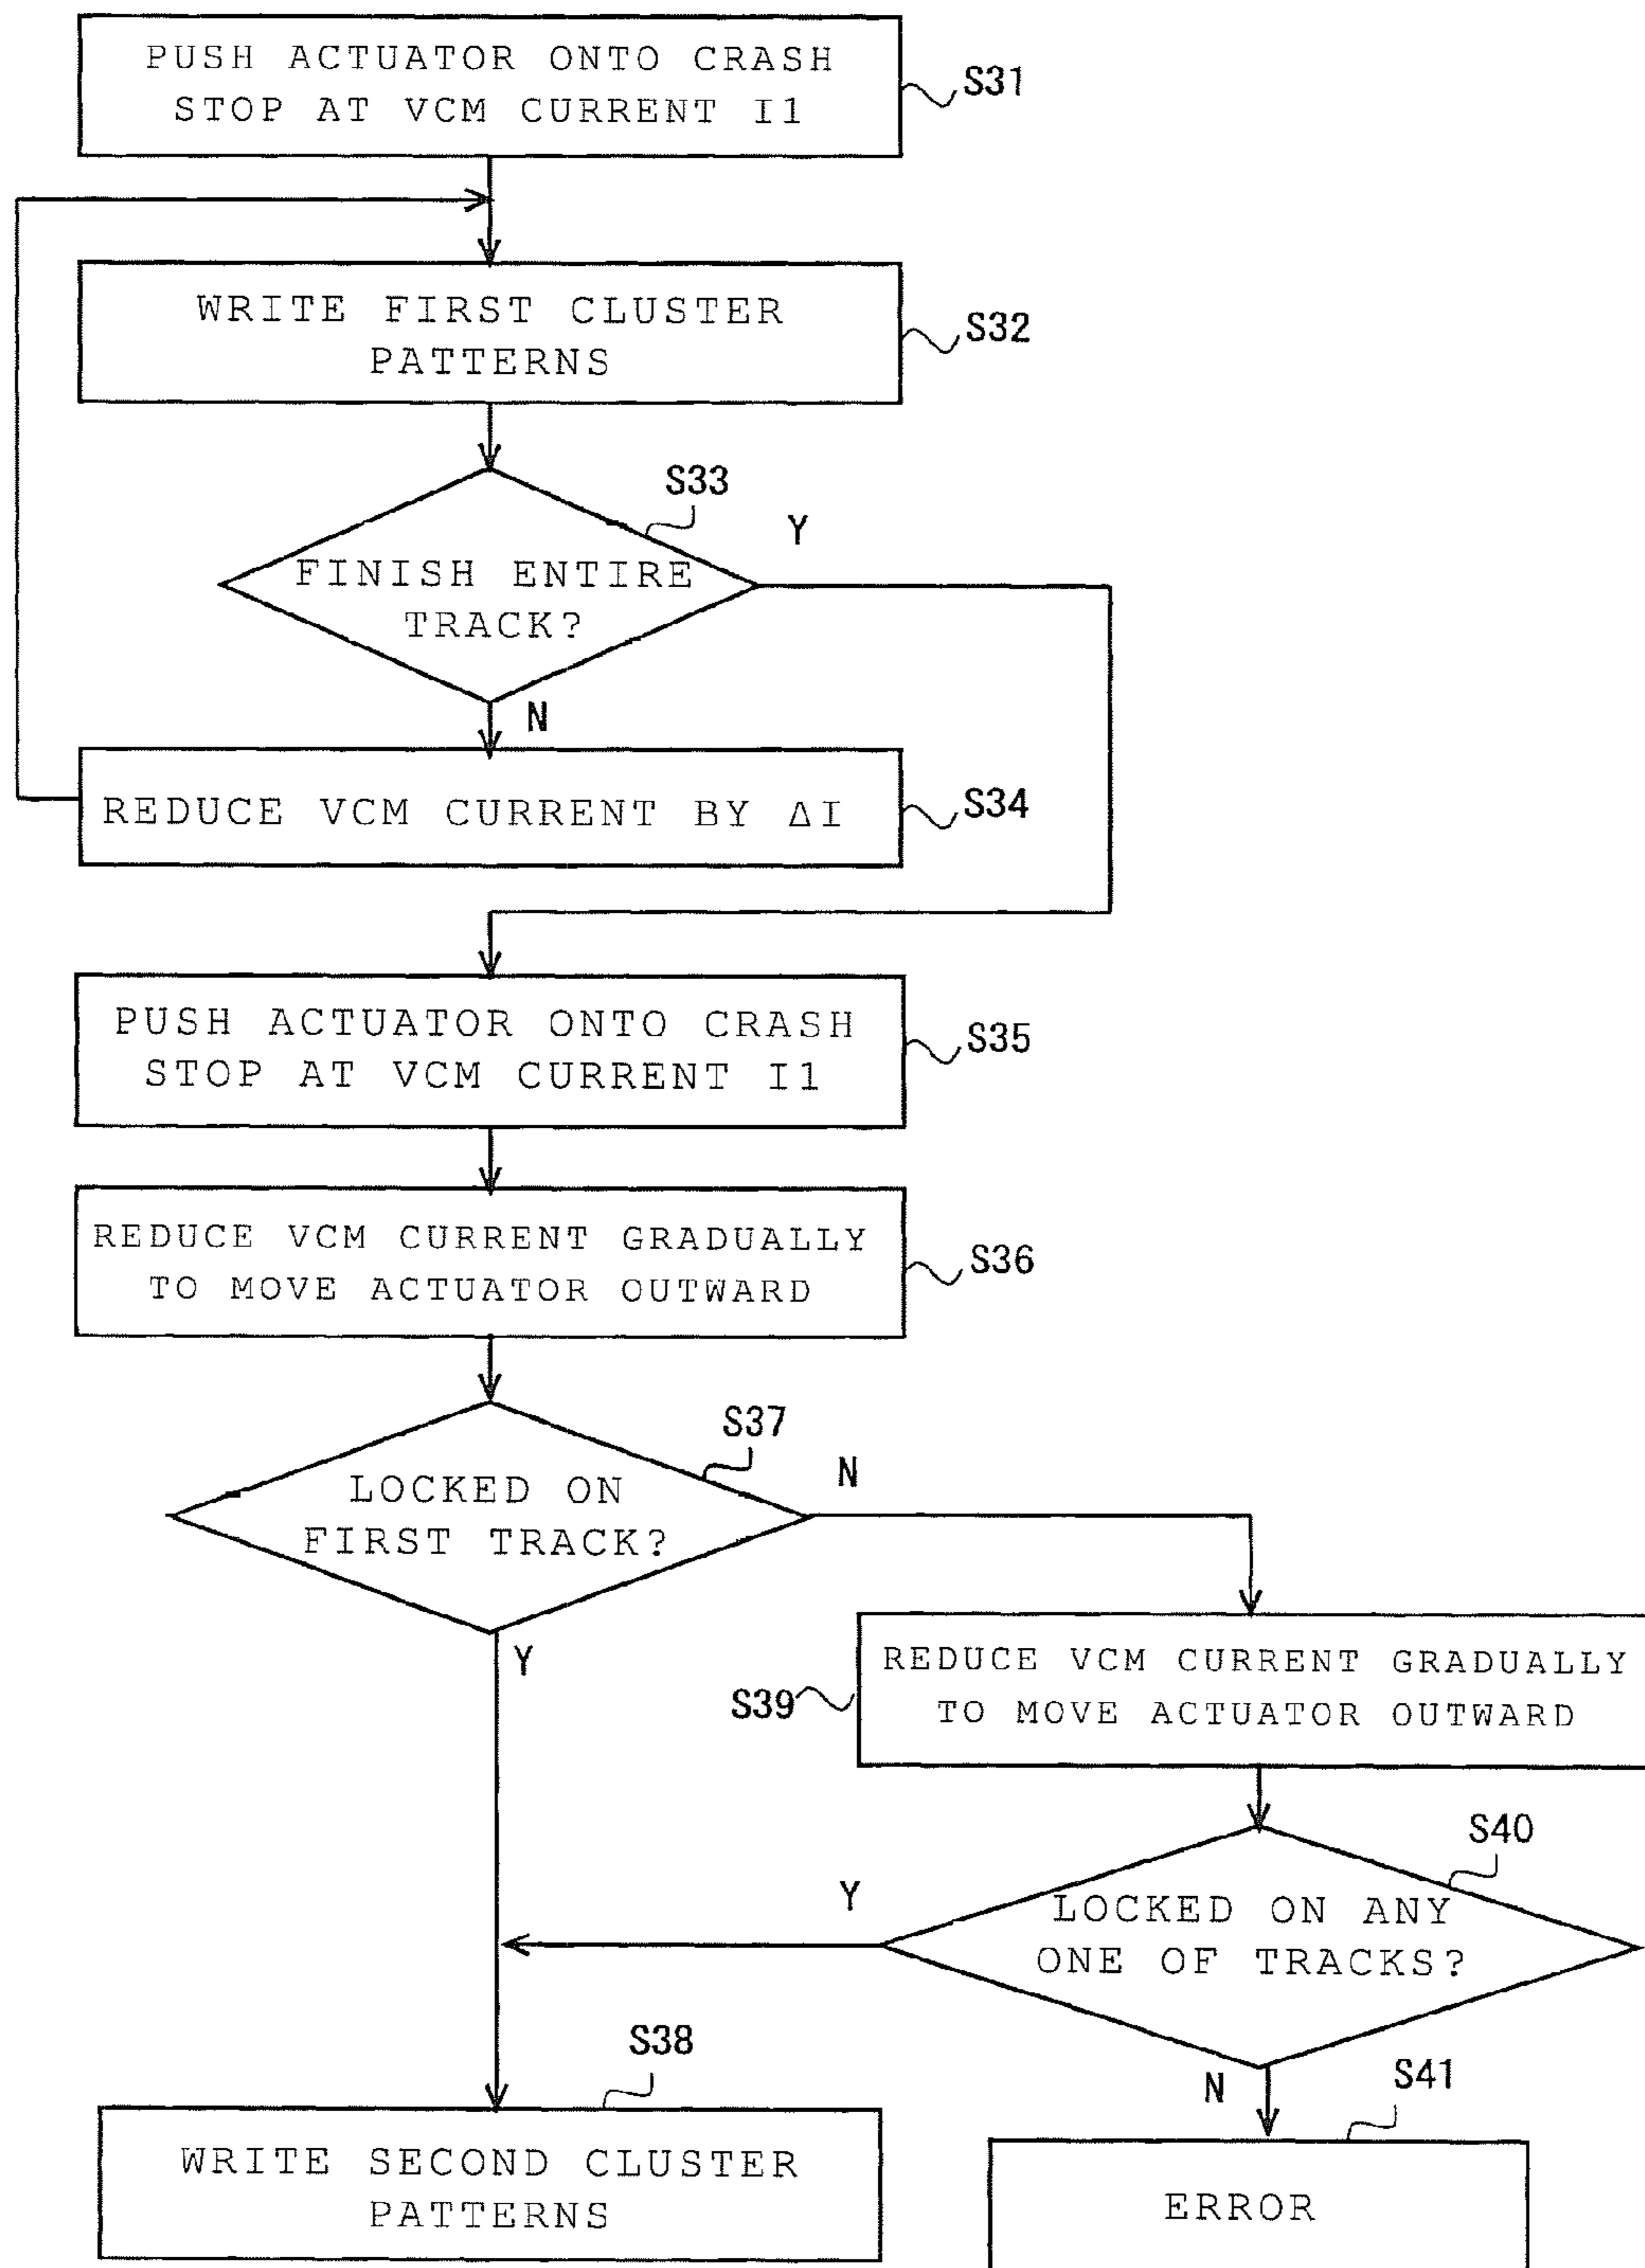 PUSH ACTUATOR ONTO CRASH
STOP AT VCM CURRENT I1
S31
WRITE FIRST CLUSTER
PATTERNS
S32
S33
Y
FINISH ENTIRE
TRACK?
N
REDUCE VCM CURRENT BY ΔI
S34
PUSH ACTUATOR ONTO CRASH
STOP AT VCM CURRENT I1
S35
REDUCE VCM CURRENT GRADUALLY
TO MOVE ACTUATOR OUTWARD
S36
S37
N
LOCKED ON
FIRST TRACK?
Y
REDUCE VCM CURRENT GRADUALLY
TO MOVE ACTUATOR OUTWARD
S39
S40
Y
LOCKED ON ANY
ONE OF TRACKS?
S38
N
S41
WRITE SECOND CLUSTER
PATTERNS
ERROR